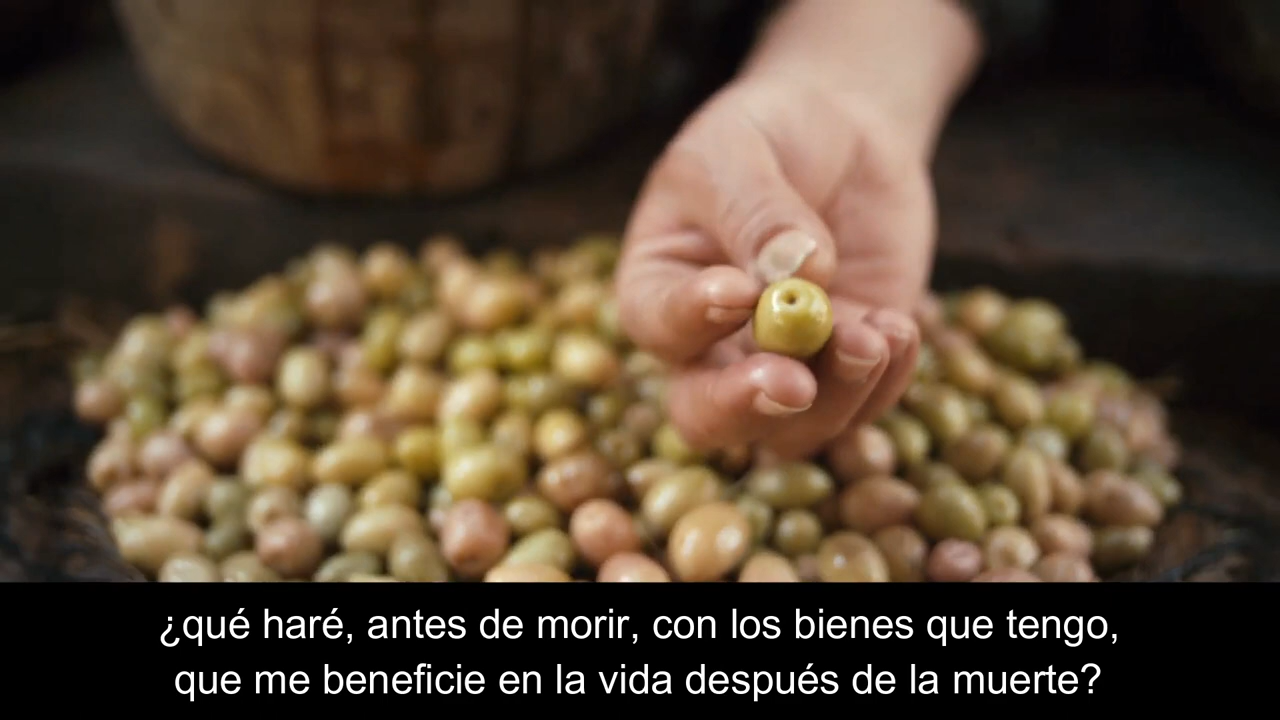 ¿qué haré, antes de morir, con los bienes que tengo,
que me beneficie en la vida después de la muerte?